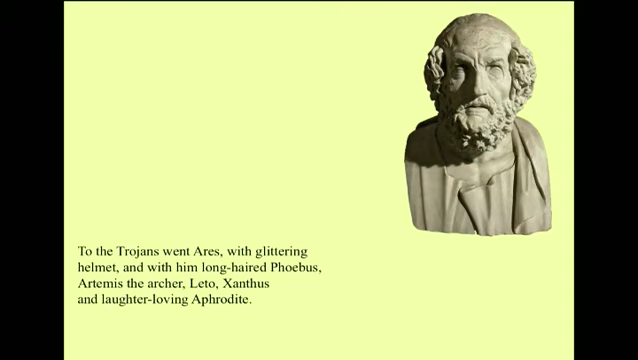 To the Trojans went Ares, with glittering
helmet, and with him long-haired Phoebus,
Artemis the archer, Leto, Xanthus
and laughter-loving Aphrodite.